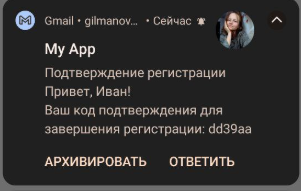 Gmail • gilmanov... • Сейчас
My App
Подтверждение регистрации
Привет, Иван!
Ваш код подтверждения для
завершения регистрации: dd39aa
АРХИВИРОВАТЬ ОТВЕТИТЬ